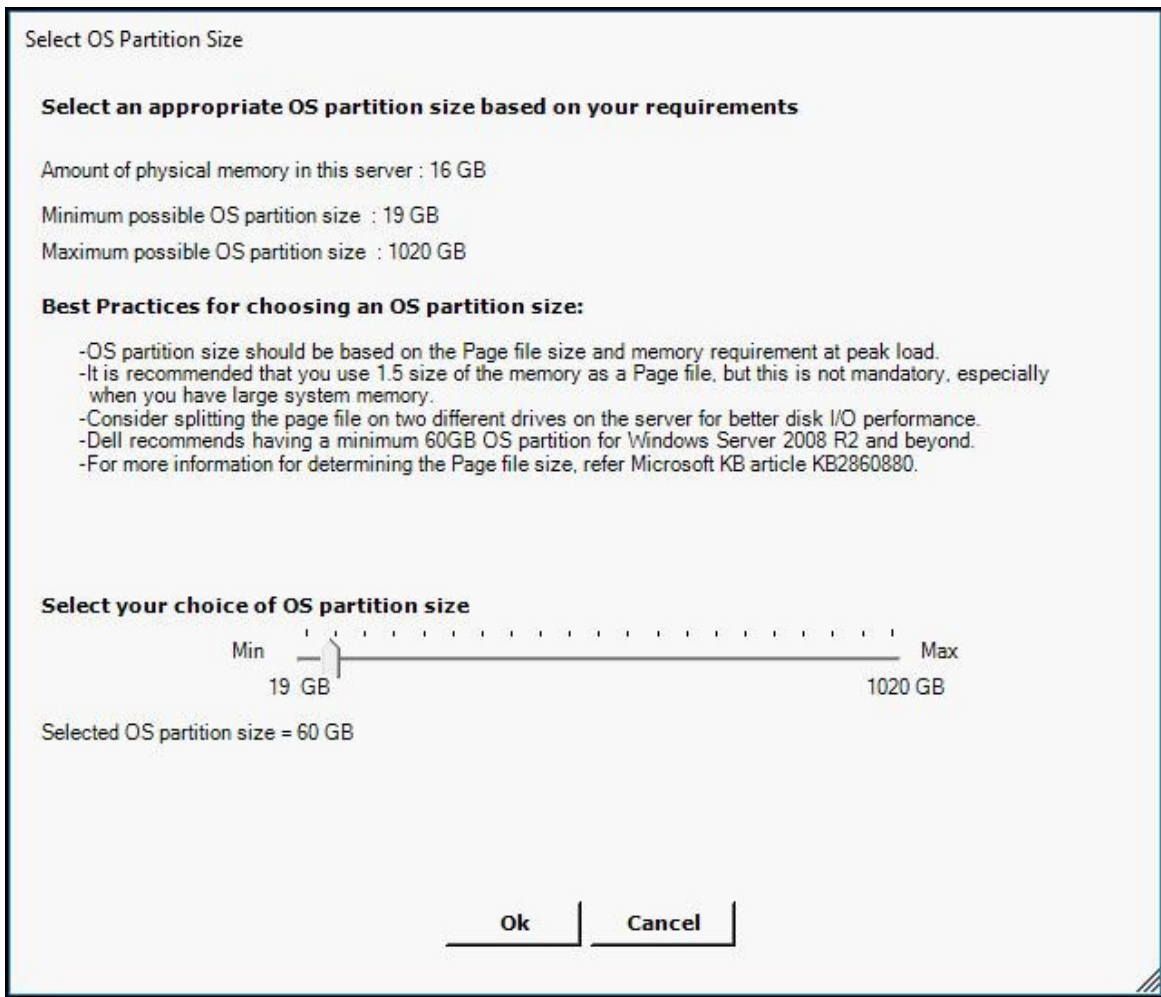 Select OS Partition Size
Select an appropriate OS partition size based on your requirements
Amount of physical memory in this server : 16 GB
Minimum possible OS partition size : 19 GB
Maximum possible OS partition size : 1020 GB
Best Practices for choosing an OS partition size:
-OS partition size should be based on the Page file size and memory requirement at peak load.
-It is recommended that you use 1.5 size of the memory as a Page file, but this is not mandatory, especially
when you have large system memory.
-Consider splitting the page file on two different drives on the server for better disk I/O performance.
-Dell recommends having a minimum 60GB OS partition for Windows Server 2008 R2 and beyond.
-For more information for determining the Page file size, refer Microsoft KB article KB2860880.
Select your choice of OS partition size
Min Max
19 GB 1020 GB
Selected OS partition size = 60 GB
Ok Cancel